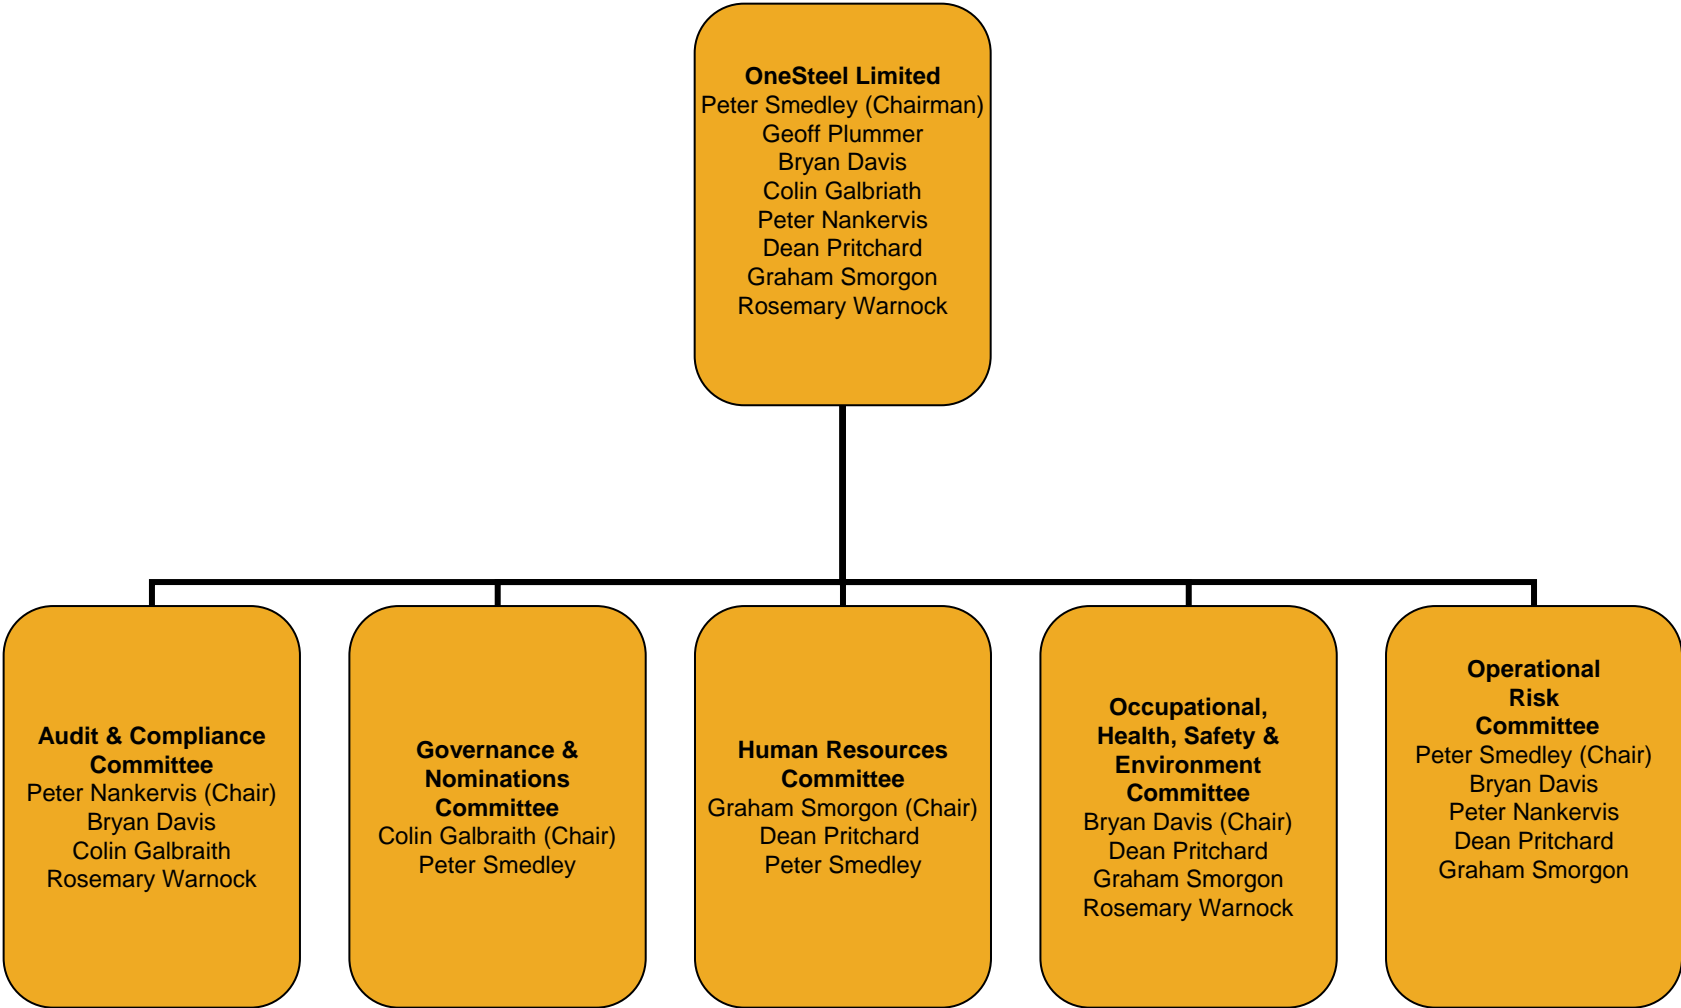 OneSteel Limited
Peter Smedley (Chairman)
Geoff Plummer
Bryan Davis
Colin Galbriath
Peter Nankervis
Dean Pritchard
Graham Smorgon
Rosemary Warnock
Audit & Compliance
Committee
Peter Nankervis (Chair)
Bryan Davis
Colin Galbraith
Rosemary Warnock
Governance &
Nominations
Committee
Colin Galbraith (Chair)
Peter Smedley
Human Resources
Committee
Graham Smorgon (Chair)
Dean Pritchard
Peter Smedley
Occupational,
Health, Safety &
Environment
Committee
Bryan Davis (Chair)
Dean Pritchard
Graham Smorgon
Rosemary Warnock
Operational
Risk
Committee
Peter Smedley (Chair)
Bryan Davis
Peter Nankervis
Dean Pritchard
Graham Smorgon